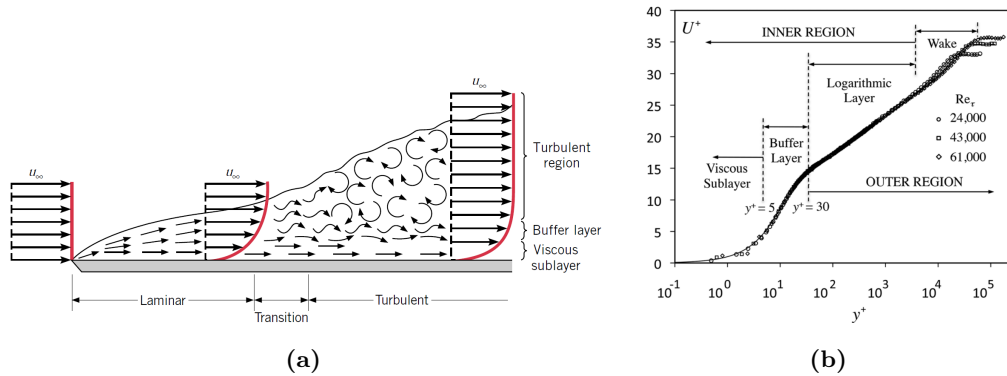 u∞
u∞
u∞
Turbulent
region
Buffer layer
Viscous
sublayer
Laminar
Transition
Turbulent
(a)
40
35
30
25
20
15
10
5
0
U+
INNER REGION
Wake
Logarithmic
Layer
Buffer
Layer
Viscous
Sublayer
Reτ
24,000
43,000
61,000
OUTER REGION
y+ = 5
y+ = 30
10-1
100
101
102
103
104
105
y+
(b)